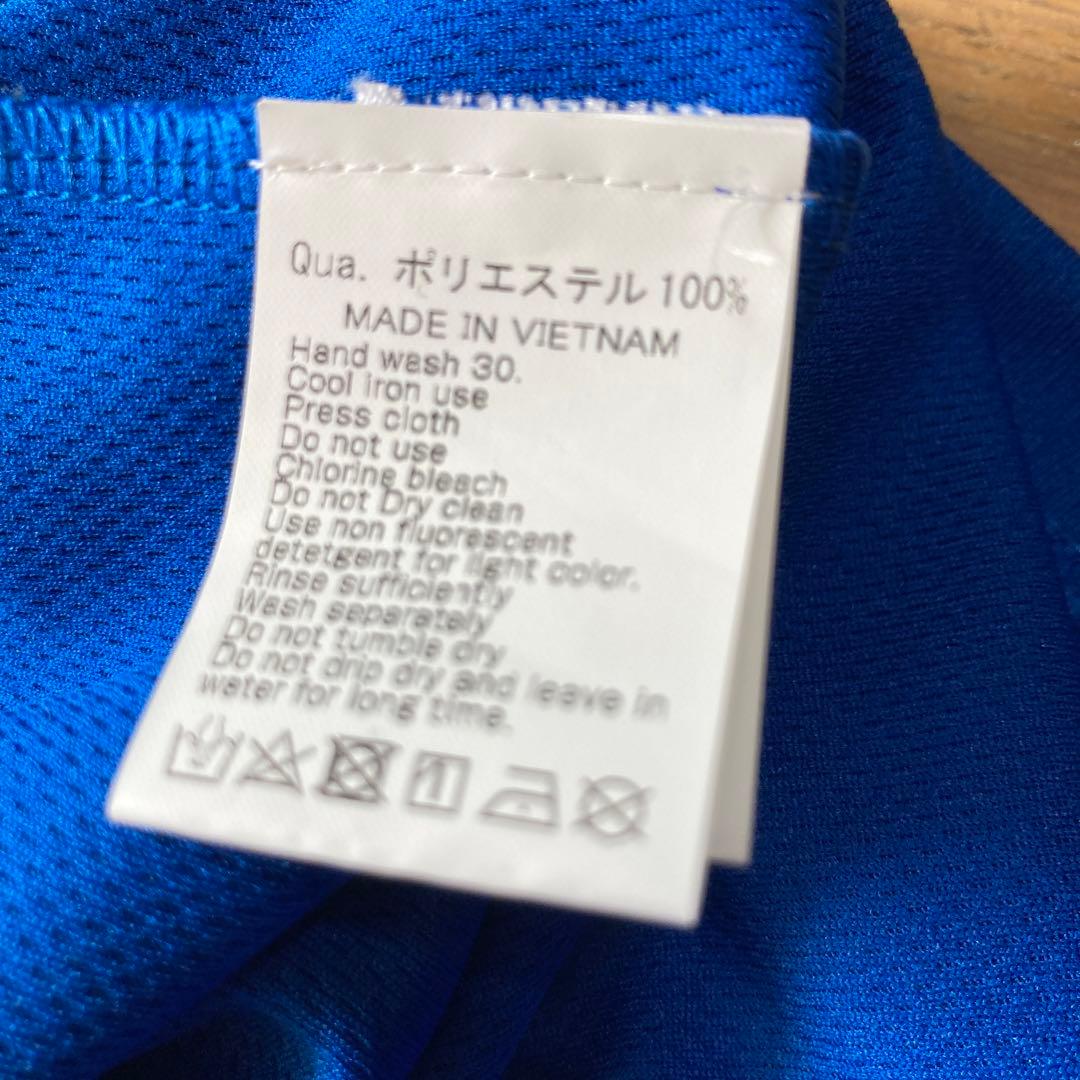 Qua. ポリエステル 100%
MADE IN VIETNAM
Hand wash 30.
Cool iron use
Press cloth
Do not use
Chlorine bleach
Do not Dry clean
Use non fluorescent
detetgent for light color.
Rinse sufficiently
Wash separately
Do not tumble dry
Do not drip dry and leave in
water for long time.